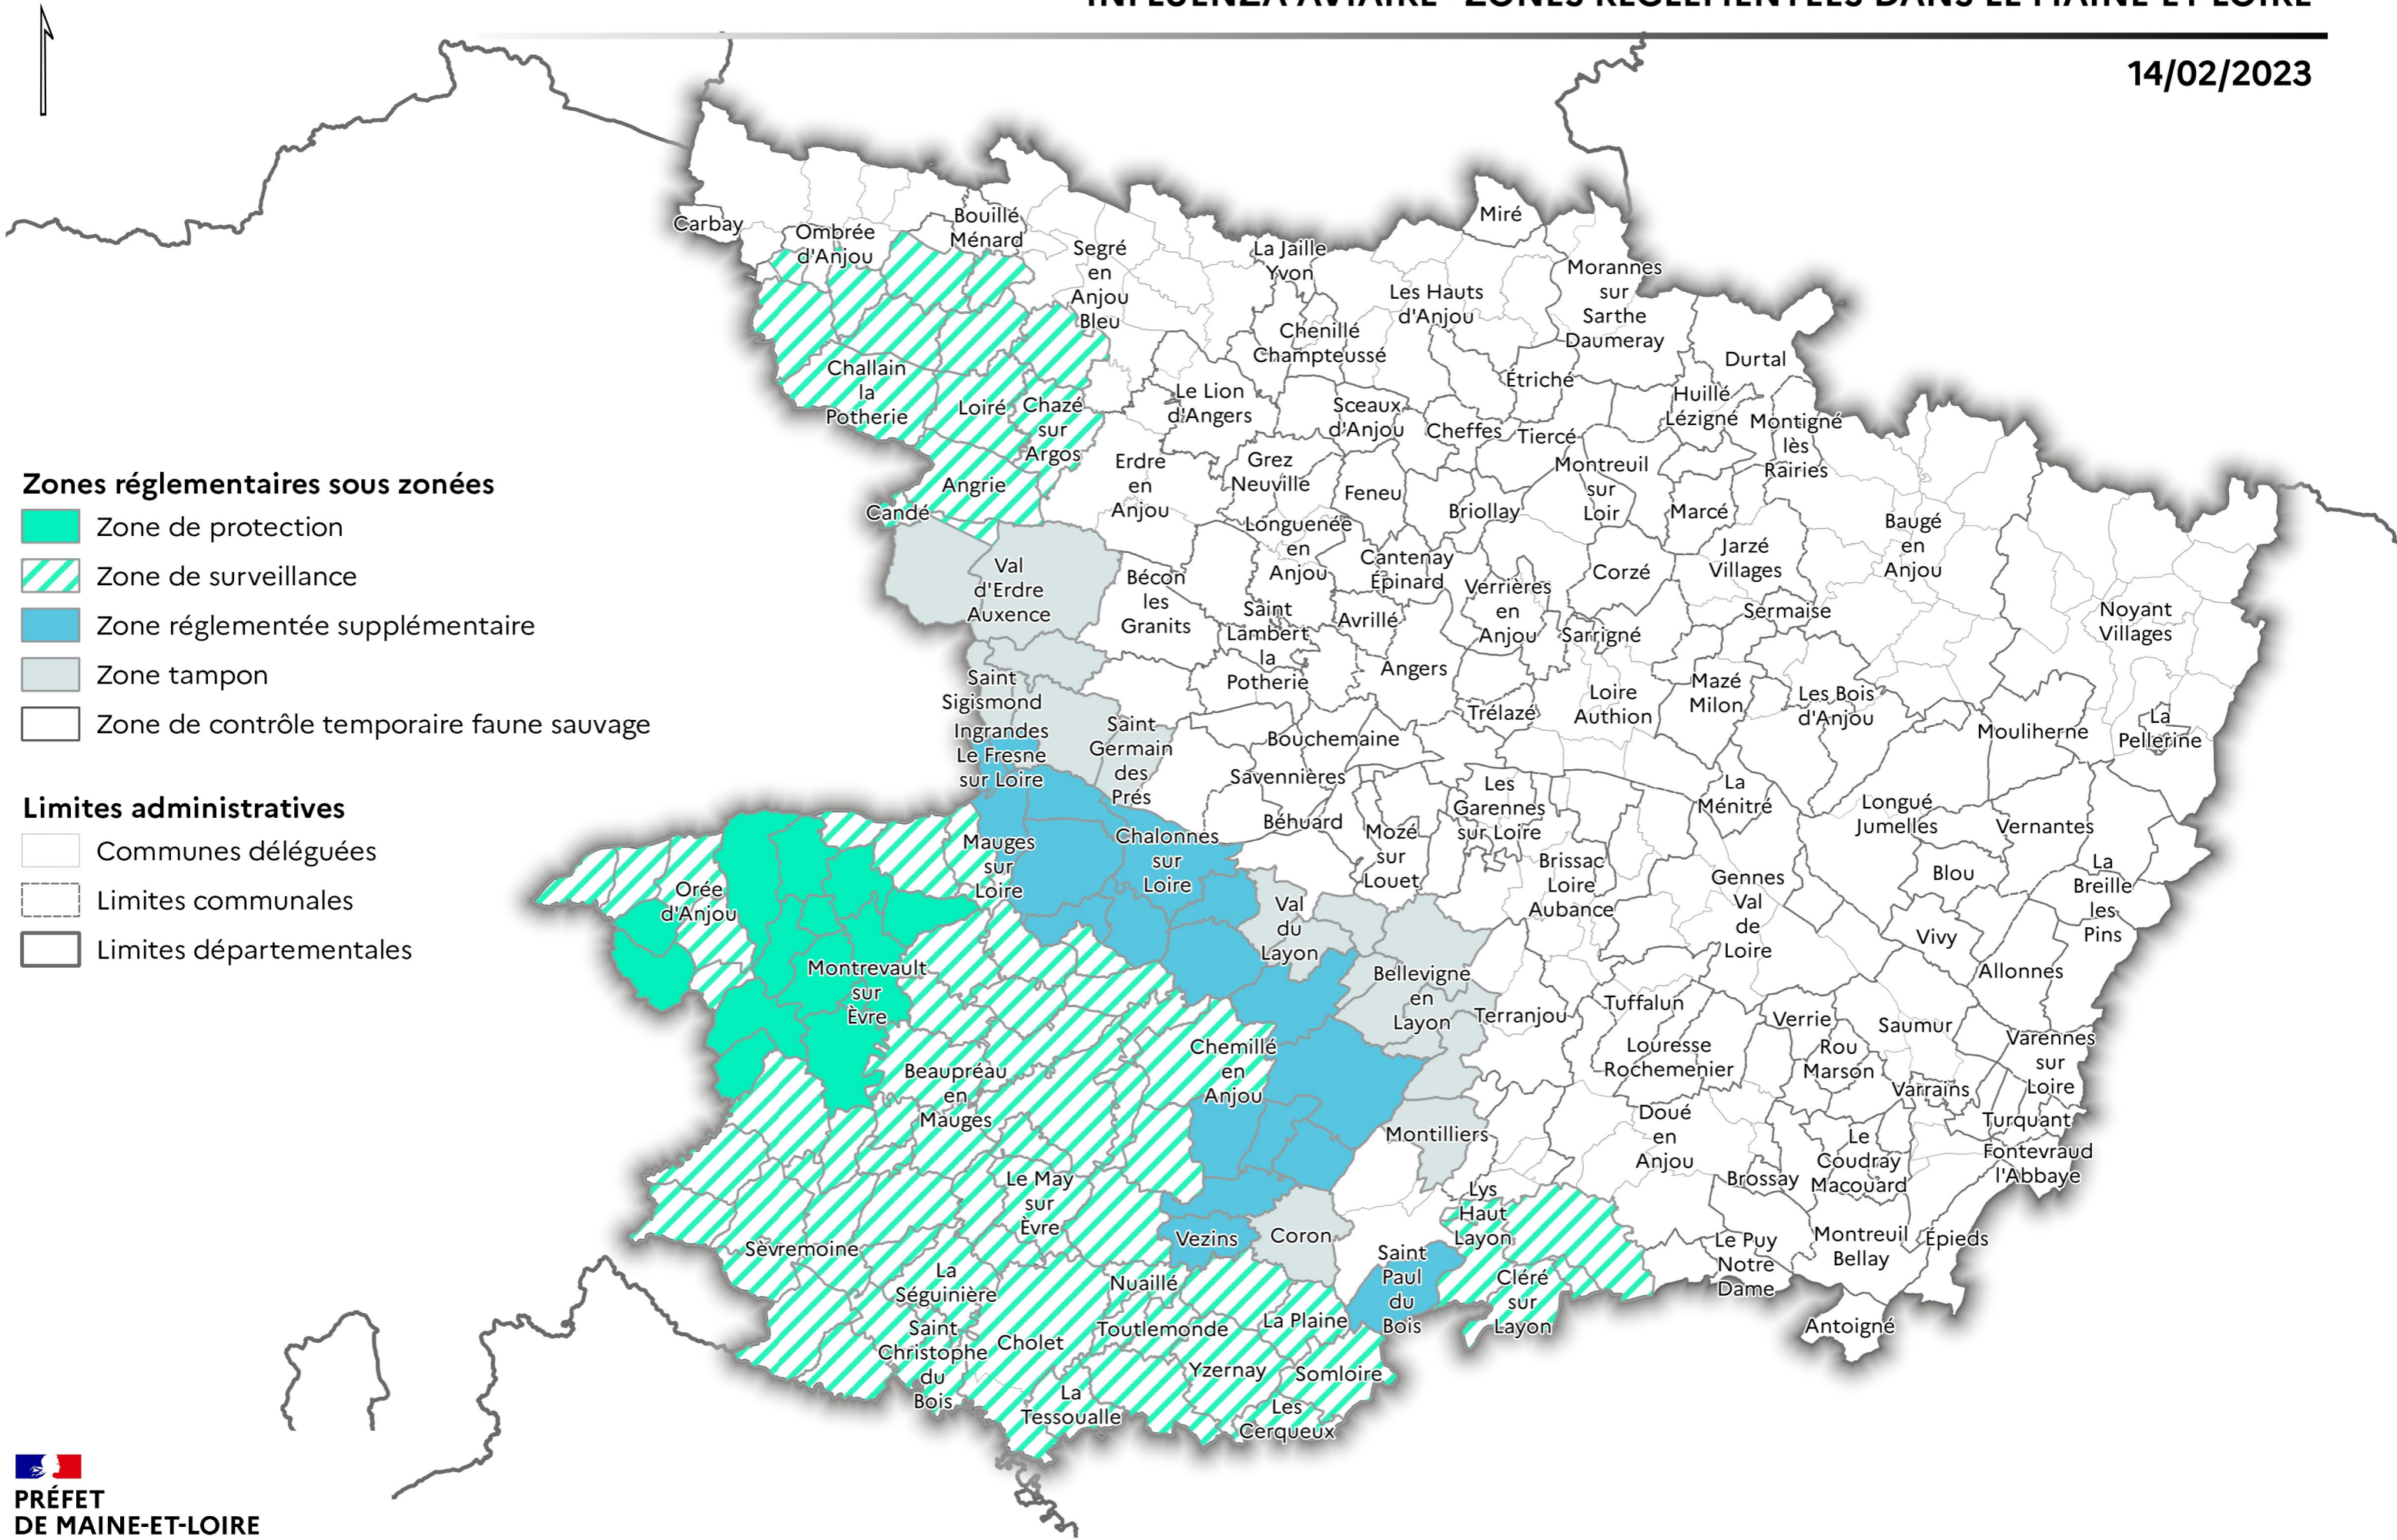 INFLUENZA AVIAIRE - ZONES RÉGLEMENTÉES DANS LE MAINE-ET-LOIRE
14/02/2023
Zones réglementaires sous zonées
Zone de protection
Zone de surveillance
Zone réglementée supplémentaire
Zone tampon
Zone de contrôle temporaire faune sauvage
Limites administratives
Communes déléguées
Limites communales
Limites départementales
Carbay
Ombrée
d'Anjou
Bouillé
Ménard
Segré
en
Anjou
Bleu
La Jaille
Yvon
Miré
Les Hauts
d'Anjou
Morannes
sur
Sarthe
Daumeray
Chenillé
Champteussé
Durtal
Étriché
Challain
la
Potherie
Loiré
Chazé
sur
Argos
Le Lion
d'Angers
Sceaux
d'Anjou
Cheffes
Tiercé
Huillé
Lézigné
Montigné
lès
Rairies
Angrie
Candé
Erdre
en
Anjou
Grez
Neuville
Feneu
Briollay
Montreuil
sur
Loir
Marcé
Baugé
en
Anjou
Longuenée
en
Anjou
Cantenay
Épinard
Verrières
en
Anjou
Corzé
Jarzé
Villages
Sermaise
Noyant
Villages
Val
d'Erdre
Auxence
Bécon
les
Granits
Saint
Lambert
la
Potherie
Avrillé
Sarrigné
Angers
Saint
Sigismond
Ingrandes
Le Fresne
sur Loire
Saint
Germain
des
Prés
Bouchemaine
Trélazé
Loire
Authion
Mazé
Milon
Les Bois
d'Anjou
Mouliherne
La
Pellerine
Savennières
Béhuard
Les
Garennes
sur Loire
La
Ménitré
Longué
Jumelles
Vernantes
Mauges
sur
Loire
Chalonnes
sur
Loire
Mozé
sur
Louet
Brissac
Loire
Aubance
Gennes
Val
de
Loire
Blou
La
Breille
les
Pins
Orée
d'Anjou
Val
du
Layon
Vivy
Allonnes
Montrevault
sur
Èvre
Bellevigne
en
Layon
Terranjou
Tuffalun
Verrie
Saumur
Varennes
sur
Loire
Chemillé
en
Anjou
Louresse
Rochemenier
Rou
Marson
Varrains
Beaupréau
en
Mauges
Montilliers
Doué
en
Anjou
Turquant
Le
Coudray
Macouard
Fontevraud
l'Abbaye
Brossay
Le May
sur
Èvre
Lys
Haut
Layon
Sèvremoine
Vezins
Coron
Le Puy
Notre
Dame
Montreuil
Bellay
Épieds
La
Séguinière
Nuaillé
Saint
Paul
du
Bois
Cléré
sur
Layon
Saint
Christophe
du
Bois
Cholet
Toutlemonde
La Plaine
Antoigné
Yzernay
Somloire
La
Tessoualle
Les
Cerqueux
PRÉFET
DE MAINE-ET-LOIRE